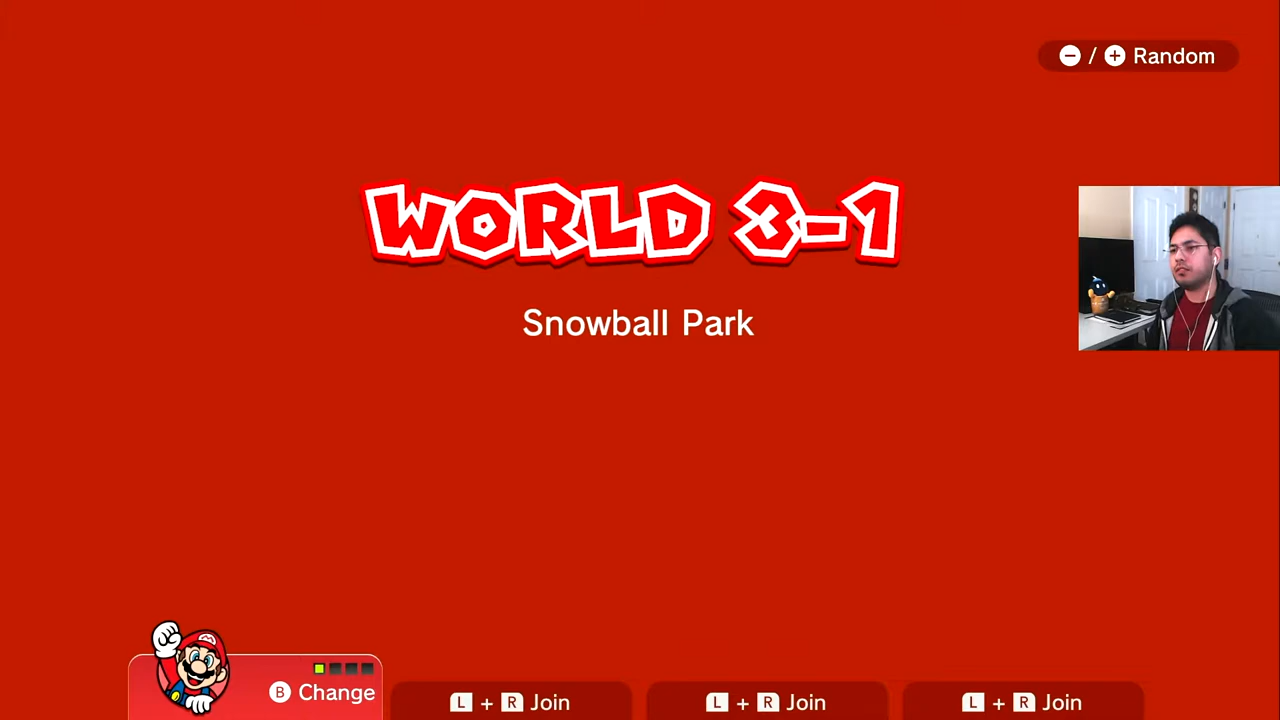 - / + Random
WORLD 3-1
Snowball Park
B Change
L + R Join
L + R Join
L + R Join